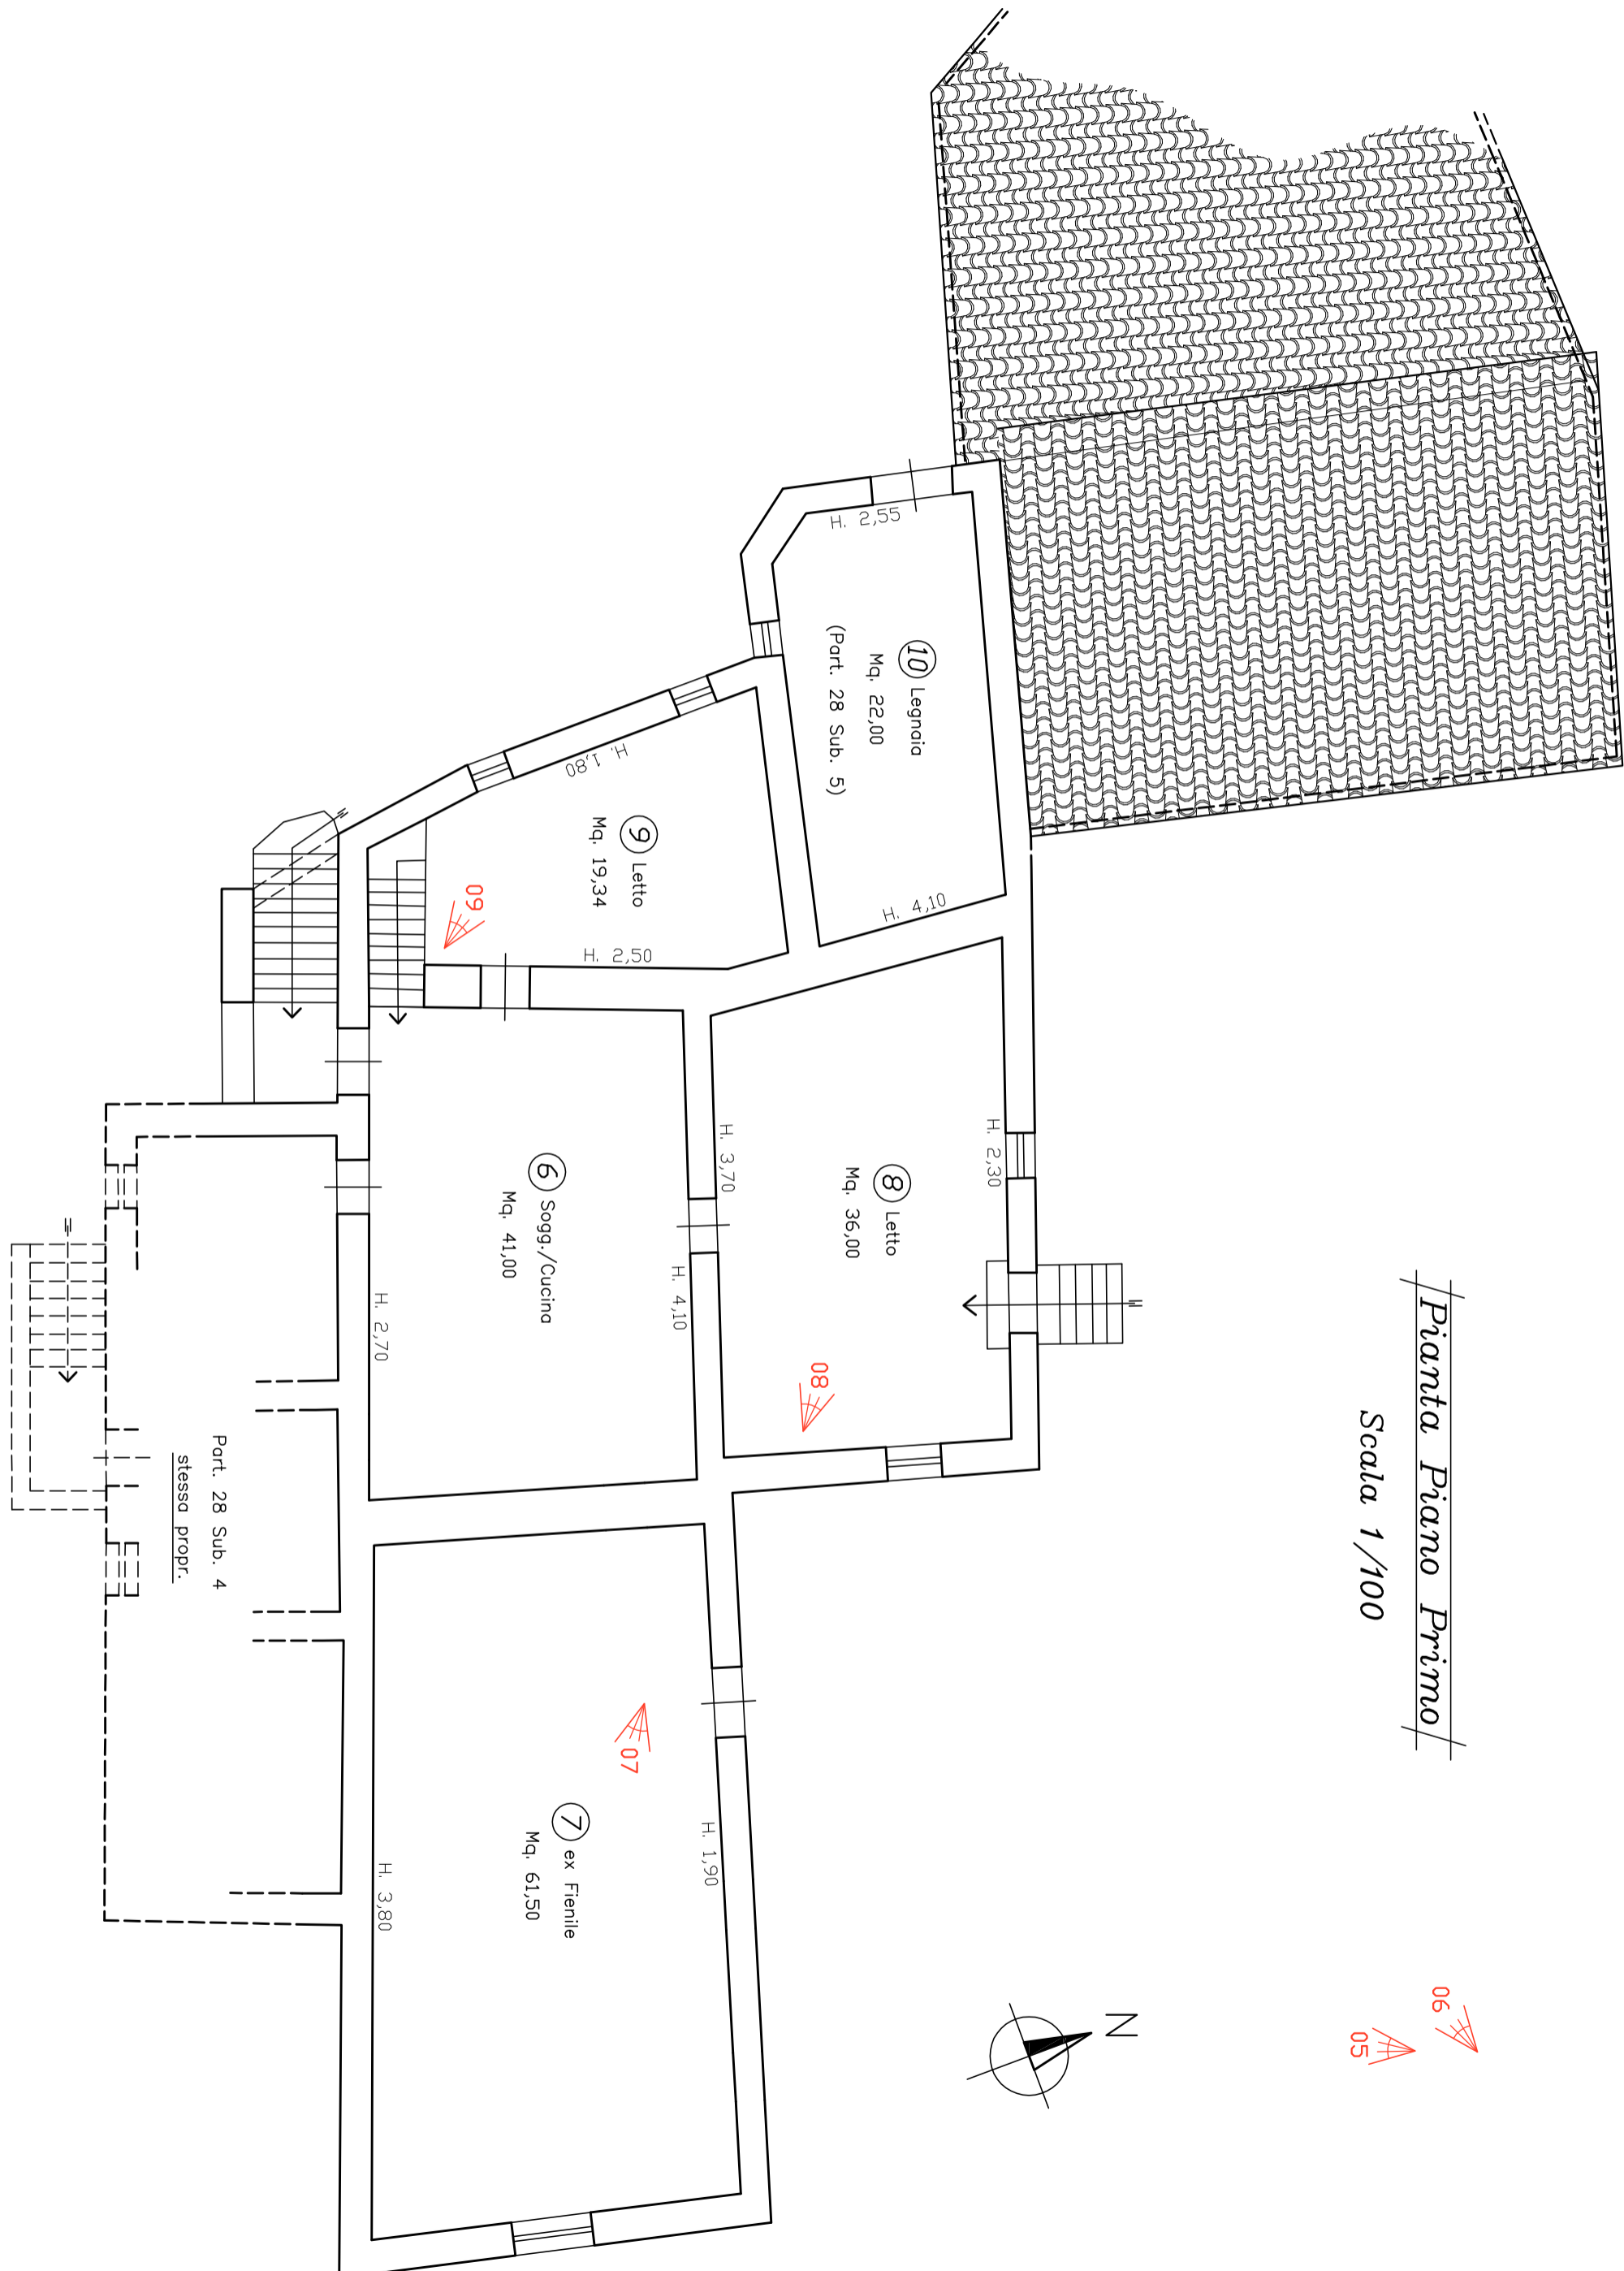 Pianta Piano Primo
Scala 1/100
H. 2,55
10 Legnaia
Mq. 22,00
(Part. 28 Sub. 5)
H. 4,10
H. 1,80
9 Letto
Mq. 19,34
09
H. 2,50
H. 2,30
8 Letto
Mq. 36,00
H. 3,70
08
6 Sogg./Cucina
Mq. 41,00
H. 4,10
H. 2,70
Part. 28 Sub. 4
stessa propr.
07
7 ex Fienile
Mq. 61,50
H. 1,90
H. 3,80
N
06
05